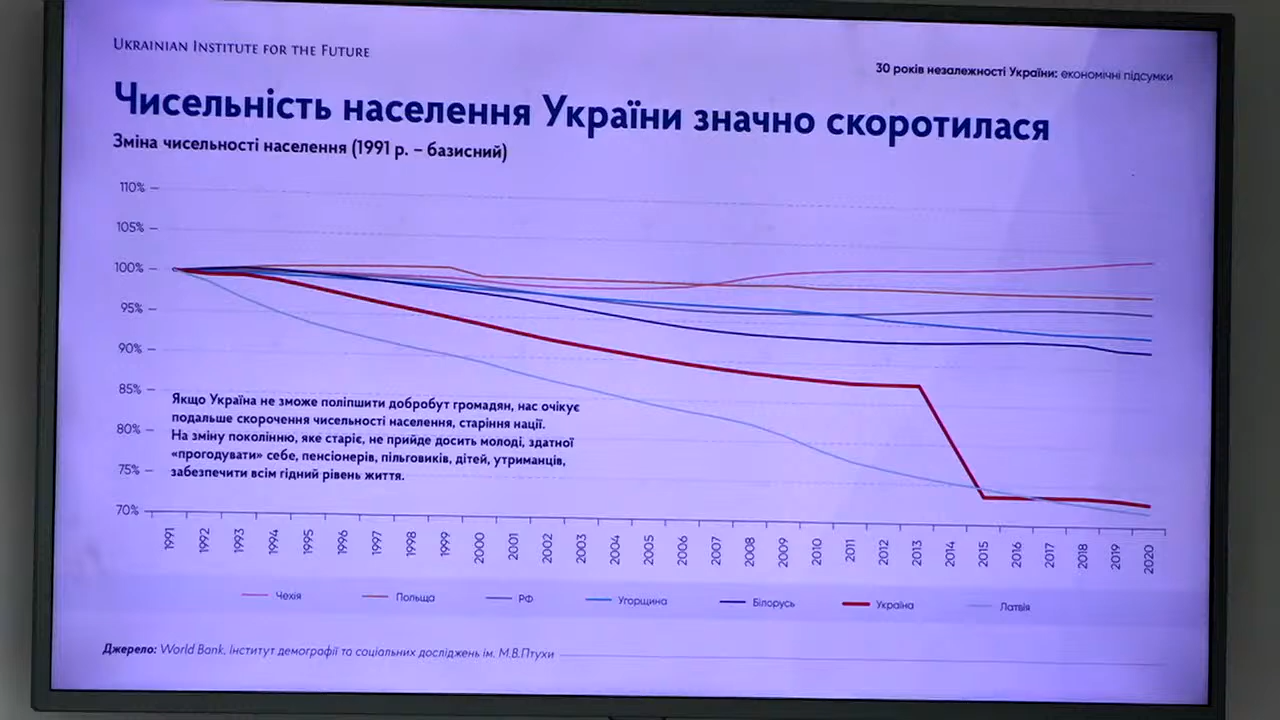 UKRAINIAN INSTITUTE FOR THE FUTURE
30 років незалежності України: економічні підсумки
Чисельність населення України значно скоротилася
Зміна чисельності населення (1991 р. – базисний)
110%
105%
100%
95%
90%
85%
80%
75%
70%
Якщо Україна не зможе поліпшити добробут громадян, нас очікує
подальше скорочення чисельності населення, старіння нації.
На зміну поколінню, яке старіє, не прийде досить молоді, здатної
«прогодувати» себе, пенсіонерів, пільговиків, дітей, утриманців,
забезпечити всім гідний рівень життя.
1991 1992 1993 1994 1995 1996 1997 1998 1999 2000 2001 2002 2003 2004 2005 2006 2007 2008 2009 2010 2011 2012 2013 2014 2015 2016 2017 2018 2019 2020
Чехія Польща РФ Угорщина Білорусь Україна Латвія
Джерело: World Bank, Інститут демографії та соціальних досліджень ім. М.В.Птухи